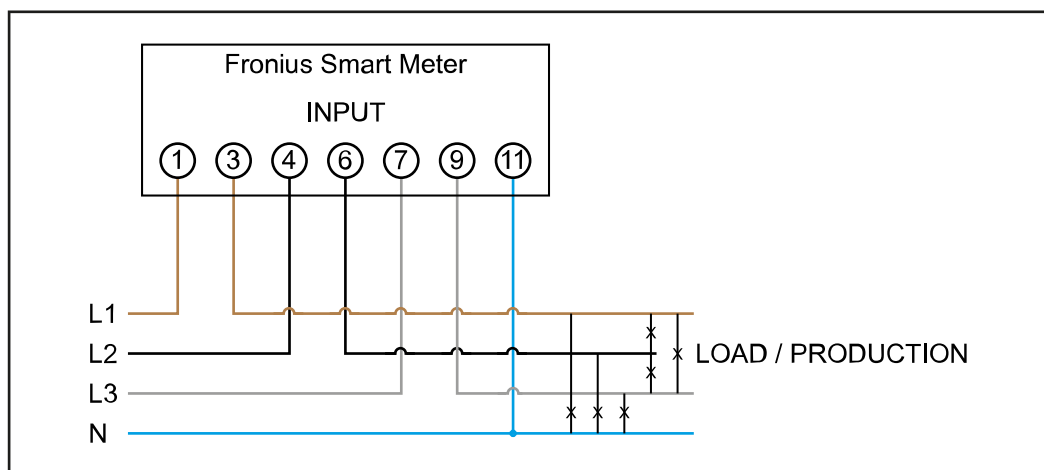 Fronius Smart Meter
INPUT
1 3 4 6 7 9 11
L1
L2
LOAD / PRODUCTION
L3
N